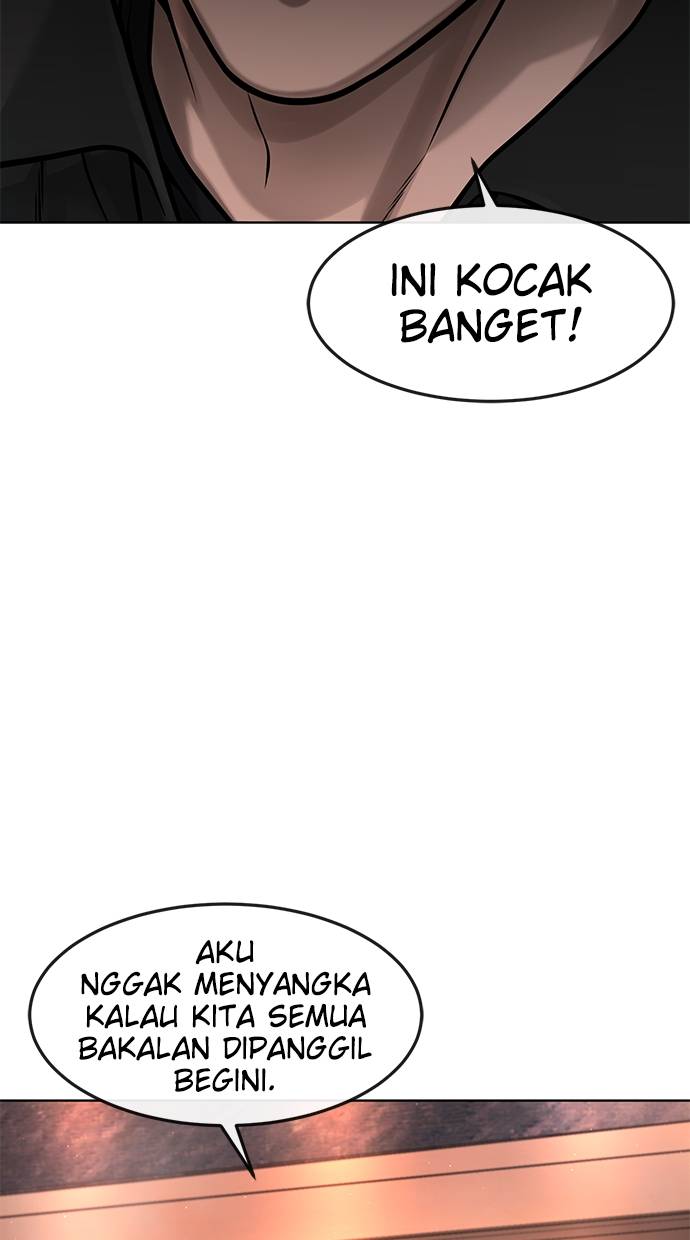 INI KOCAK
BANGET!
AKU
NGGAK MENYANGKA
KALAU KITA SEMUA
BAKALAN DIPANGGIL
BEGINI.